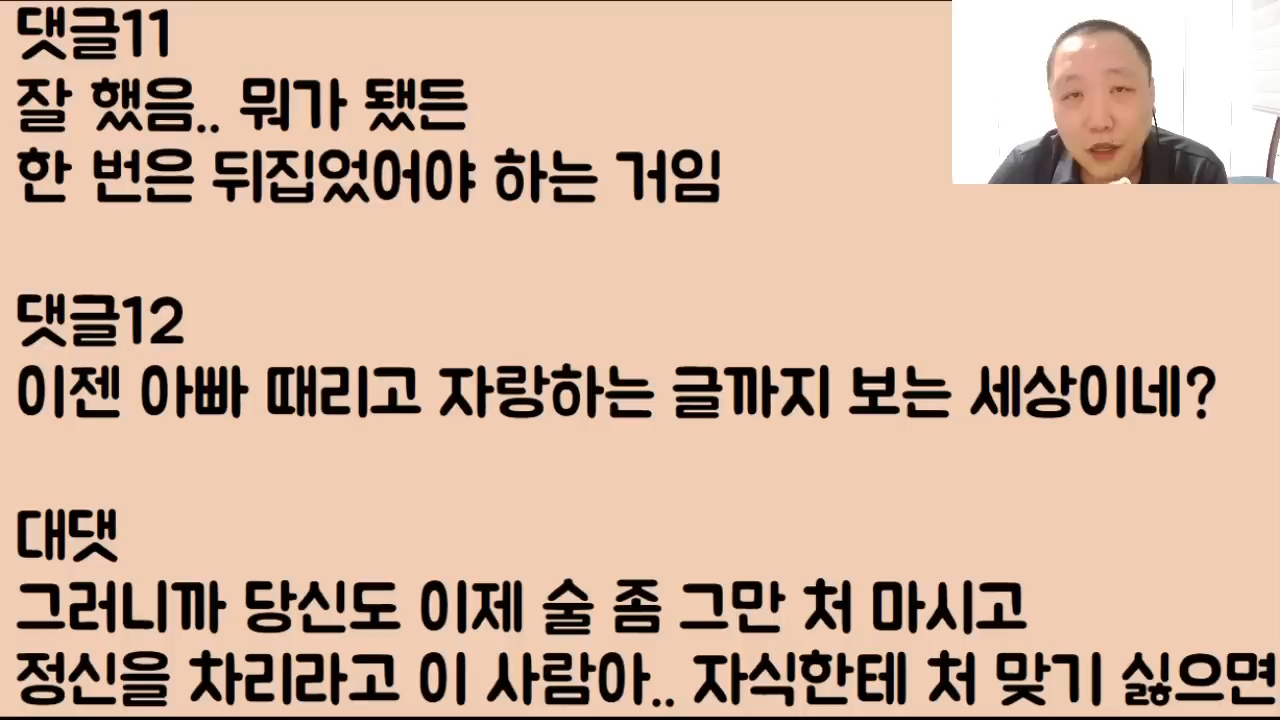 댓글11
잘 했음.. 뭐가 됐든
한 번은 뒤집었어야 하는 거임
댓글12
이젠 아빠 때리고 자랑하는 글까지 보는 세상이네?
대댓
그러니까 당신도 이제 술 좀 그만 처 마시고
정신을 차리라고 이 사람아.. 자식한테 처 맞기 싫으면